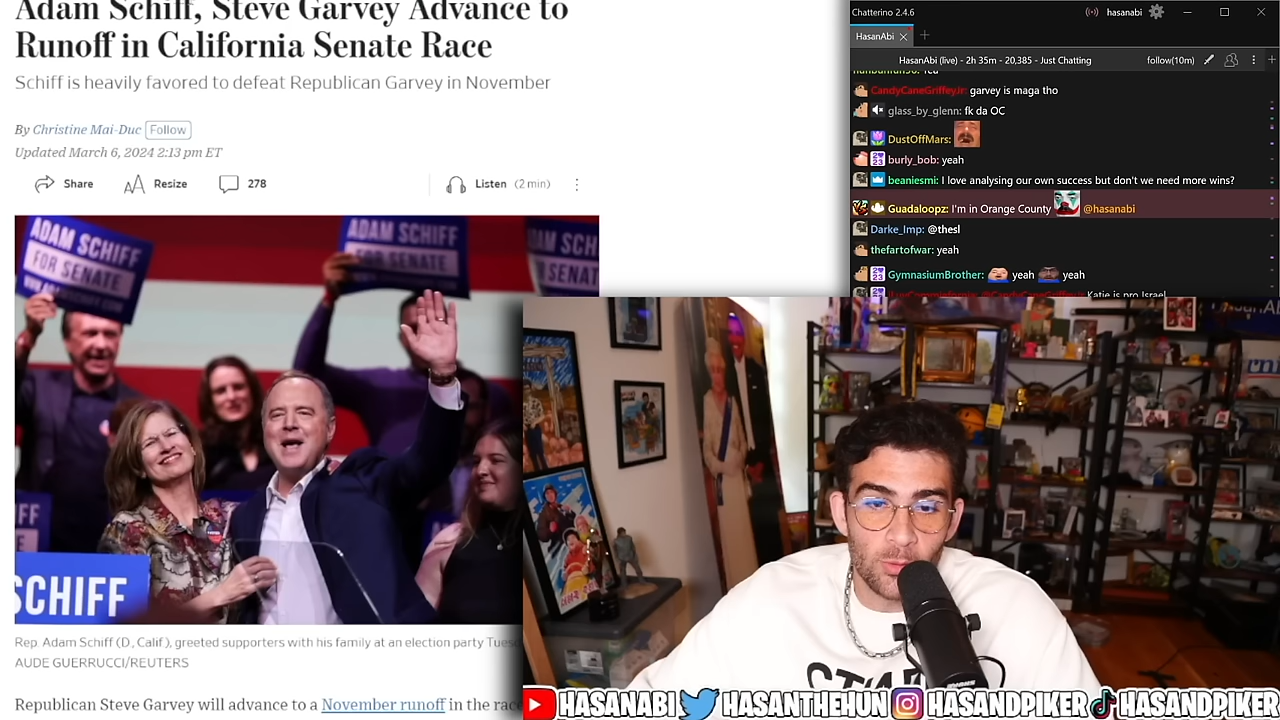 Adam Schiff, Steve Garvey Advance to
Runoff in California Senate Race
Schiff is heavily favored to defeat Republican Garvey in November
By Christine Mai-Duc Follow
Updated March 6, 2024 2:13 pm ET
Share Resize 278 Listen (2 min)
ADAM SCHIFF
FOR SENATE
ADAM SCHIFF
FOR SENATE
SCHIFF
Rep. Adam Schiff (D., Calif.), greeted supporters with his family at an election party
AUDE GUERRUCCI/REUTERS
Republican Steve Garvey will advance to a November runoff in the
Chatterino 2.4.6
hasanabi
HasanAbi
HasanAbi (live) - 2h 35m - 20,385 - Just Chatting
follow(10m)
CandyCaneGriffeyJr: garvey is maga tho
glass_by_glenn: fk da OC
DustOffMars:
burly_bob: yeah
beaniesmi: I love analysing our own success but don't we need more wins?
Guadaloopz: I'm in Orange County @hasanabi
Darke_Imp: @thesl
thefartofwar: yeah
GymnasiumBrother: yeah yeah
Katie is pro Israel
HASANABI HASANTHEHUN HASANDPIKER HASANDPIKER